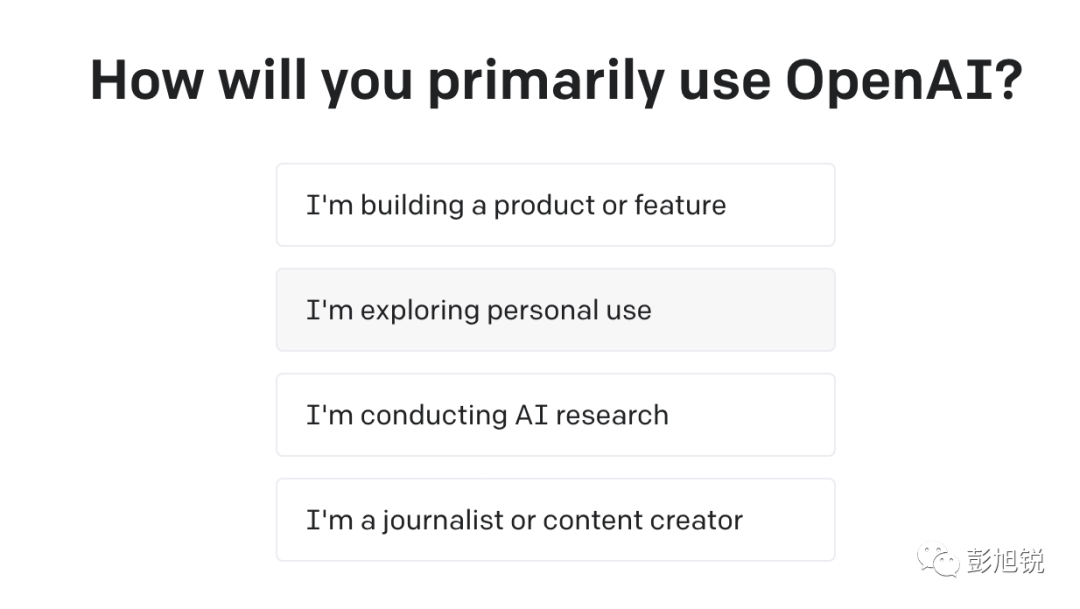 How will you primarily use OpenAI?
I'm building a product or feature
I'm exploring personal use
I'm conducting AI research
I'm a journalist or content creator
彭旭锐